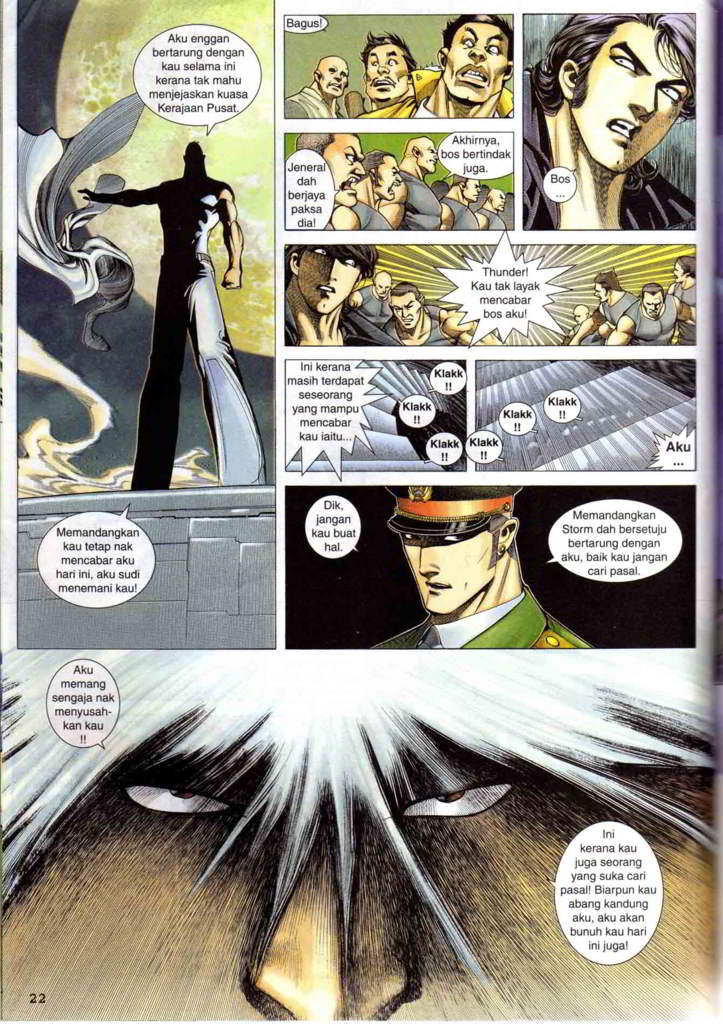 Aku enggan
bertarung dengan
kau selama ini
kerana tak mahu
menjejaskan kuasa
Kerajaan Pusat.
Memandangkan
kau tetap nak
mencabar aku
hari ini, aku sudi
menemani kau!
Bagus!
Jeneral
dah
berjaya
paksa
dia!
Akhirnya,
bos bertindak
juga.
Bos
...
Thunder!
Kau tak layak
mencabar
bos aku!
Ini kerana
masih terdapat
seseorang
yang mampu
mencabar
kau iaitu...
Klakk
!!
Klakk
!!
Klakk
!!
Klakk
!!
Klakk
!!
Klakk
!!
Aku
...
Dik,
jangan
kau buat
hal.
Memandangkan
Storm dah bersetuju
bertarung dengan
aku, baik kau jangan
cari pasal.
Aku
memang
sengaja nak
menyusah-
kan kau
!!
Ini
kerana kau
juga seorang
yang suka cari
pasal! Biarpun kau
abang kandung
aku, aku akan
bunuh kau hari
ini juga!
22